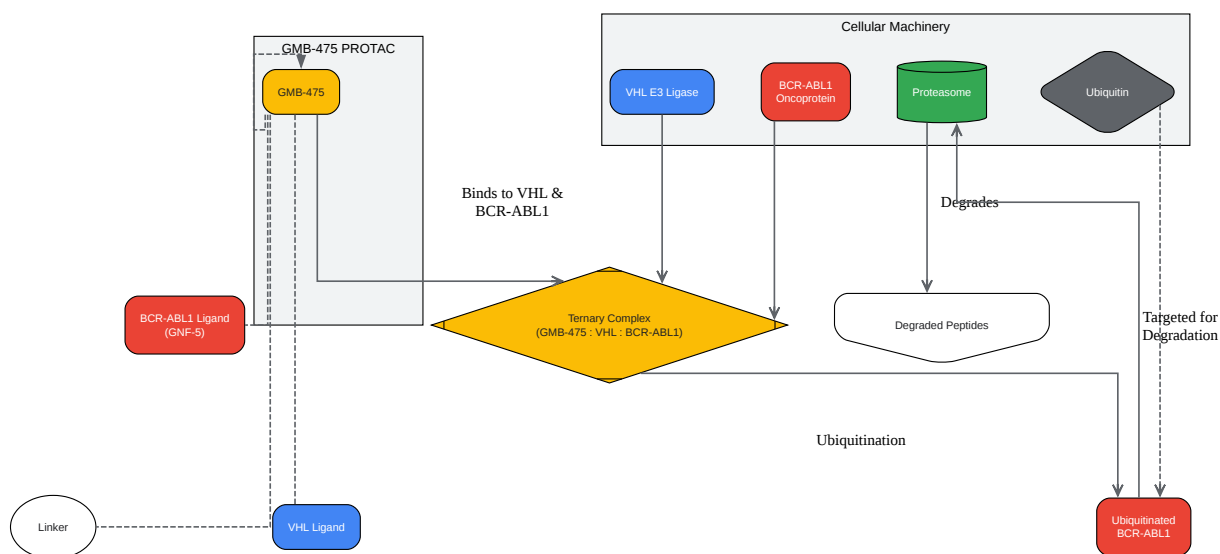 Cellular Machinery
GMB-475 PROTAC
GMB-475
VHL E3 Ligase
BCR-ABL1
Oncoprotein
Proteasome
Ubiquitin
Binds to VHL &
BCR-ABL1
Degrades
BCR-ABL1 Ligand
(GNF-5)
Ternary Complex
(GMB-475 : VHL : BCR-ABL1)
Degraded Peptides
Targeted for
Degradation
Ubiquitination
Linker
VHL Ligand
Ubiquitinated
BCR-ABL1